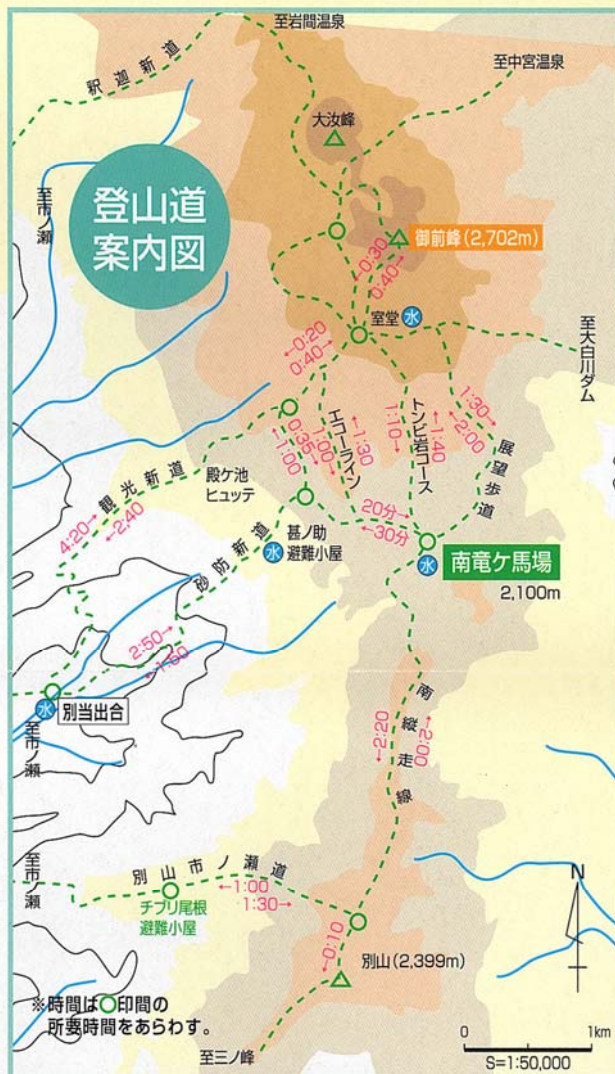 至岩間温泉
至中宮温泉
釈迦新道
大汝峰
至市ノ瀬
登山道
案内図
御前峰(2,702m)
←0:30
0:40→
室堂
水
至大白川ダム
←0:20
0:40→
エコーライン
←1:30
1:00→
トンビ岩コース
←1:40
1:10→
1:30→
←2:00
展望歩道
0:35→
←1:00
殿ケ池
ヒュッテ
観光新道
4:20→
←2:40
砂防新道
甚ノ助
避難小屋
水
20分→
←30分
水
南竜ケ馬場
2,100m
2:50→
←1:50
水
別当出合
至市ノ瀬
南縦走線
←2:20
←2:00
至市ノ瀬
別山市ノ瀬道
←1:00
1:30→
チブリ尾根
避難小屋
←0:10
別山(2,399m)
N
※時間は○印間の
所要時間をあらわす。
至三ノ峰
0 1km
S=1:50,000